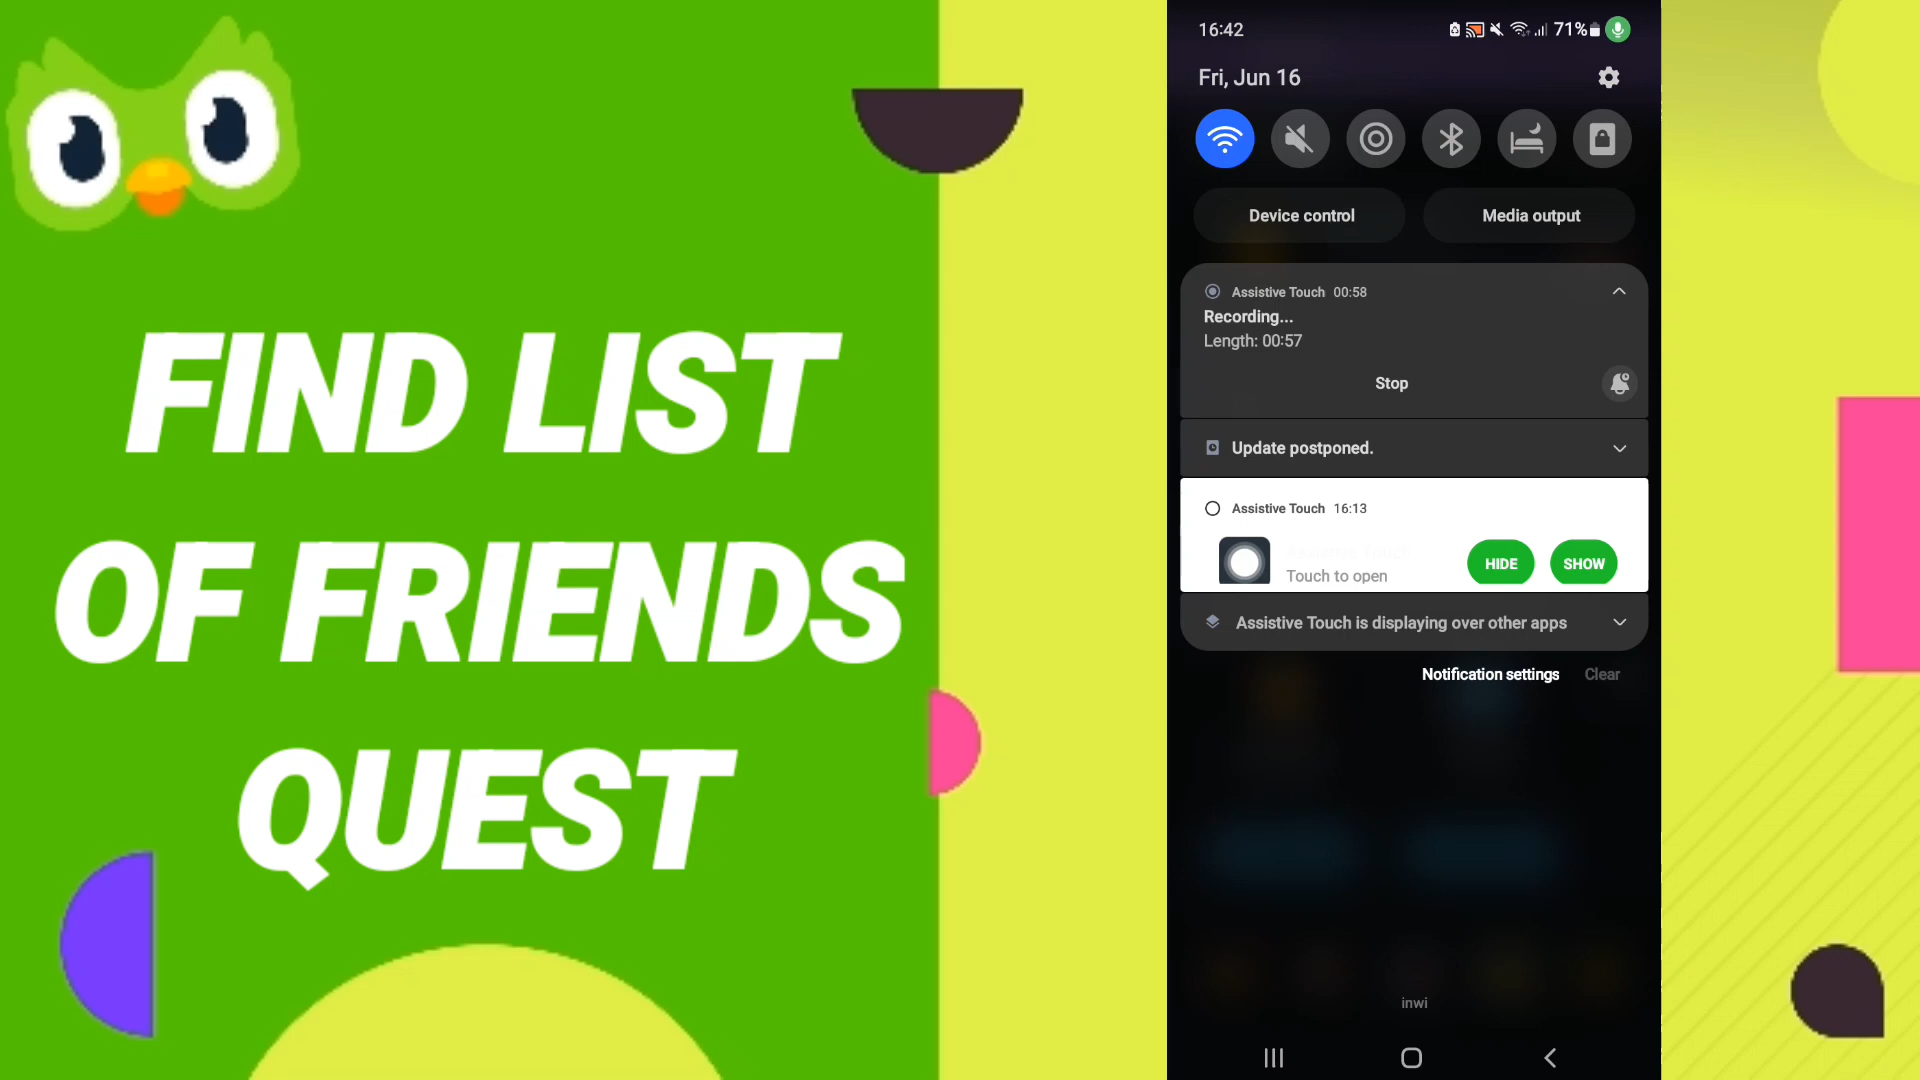 FIND LIST
OF FRIENDS
QUEST
16:42
71%
Fri, Jun 16
Device control
Media output
Assistive Touch 00:58
Recording...
Length: 00:57
Stop
Update postponed.
Assistive Touch 16:13
Assistive Touch
Touch to open
HIDE
SHOW
Assistive Touch is displaying over other apps
Notification settings
Clear
inwi